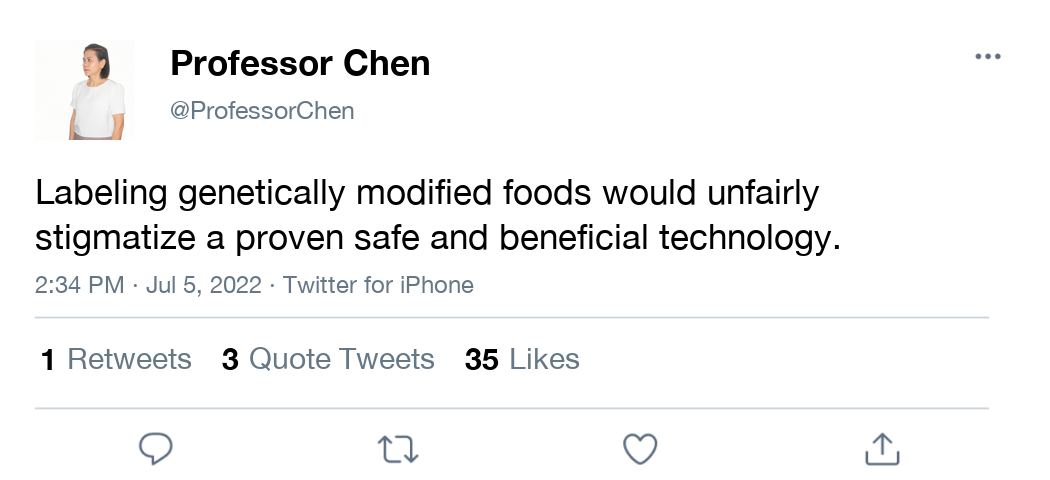 Professor Chen
@ProfessorChen
Labeling genetically modified foods would unfairly
stigmatize a proven safe and beneficial technology.
2:34 PM · Jul 5, 2022 · Twitter for iPhone
1 Retweets 3 Quote Tweets 35 Likes